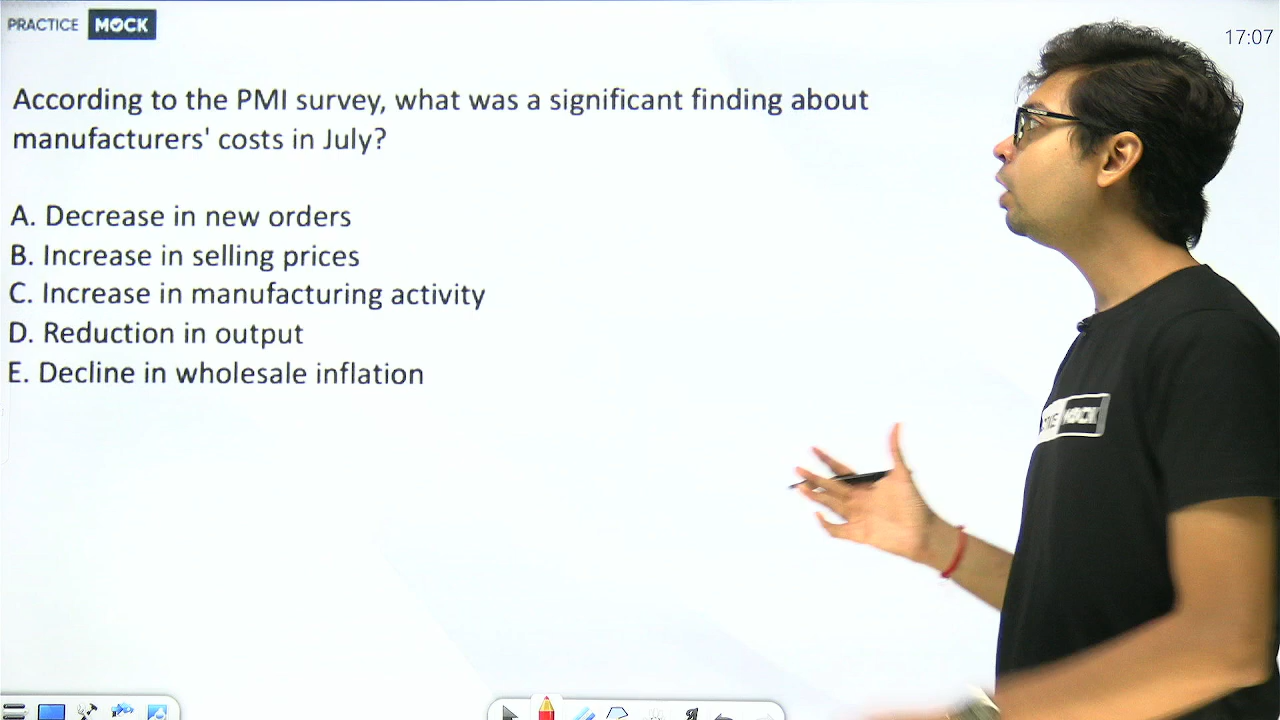 PRACTICE MOCK
17:07
According to the PMI survey, what was a significant finding about
manufacturers' costs in July?
A. Decrease in new orders
B. Increase in selling prices
C. Increase in manufacturing activity
D. Reduction in output
E. Decline in wholesale inflation
MOCK